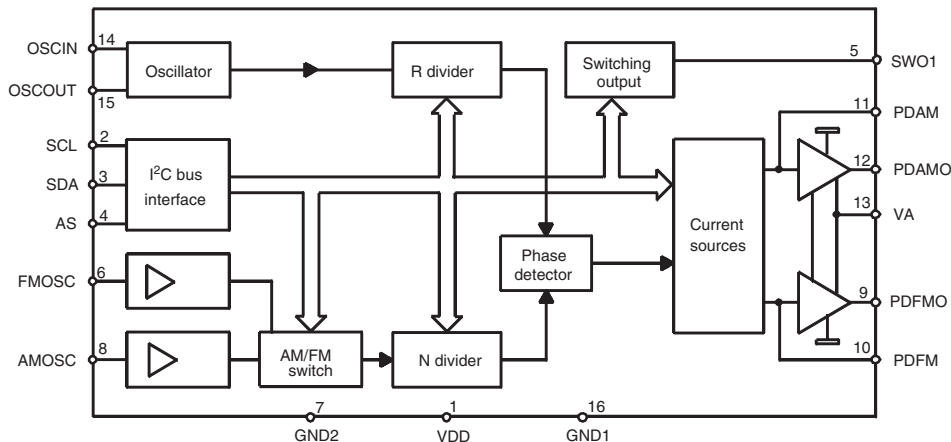 OSCIN
14
OSCOUT
15
Oscillator
R divider
Switching
output
5
SWO1
11
PDAM
SCL
2
SDA
3
AS
4
I²C bus
interface
12
PDAMO
13
VA
Current
sources
Phase
detector
FMOSC
6
9
PDFMO
AMOSC
8
AM/FM
switch
N divider
10
PDFM
7
GND2
1
VDD
16
GND1